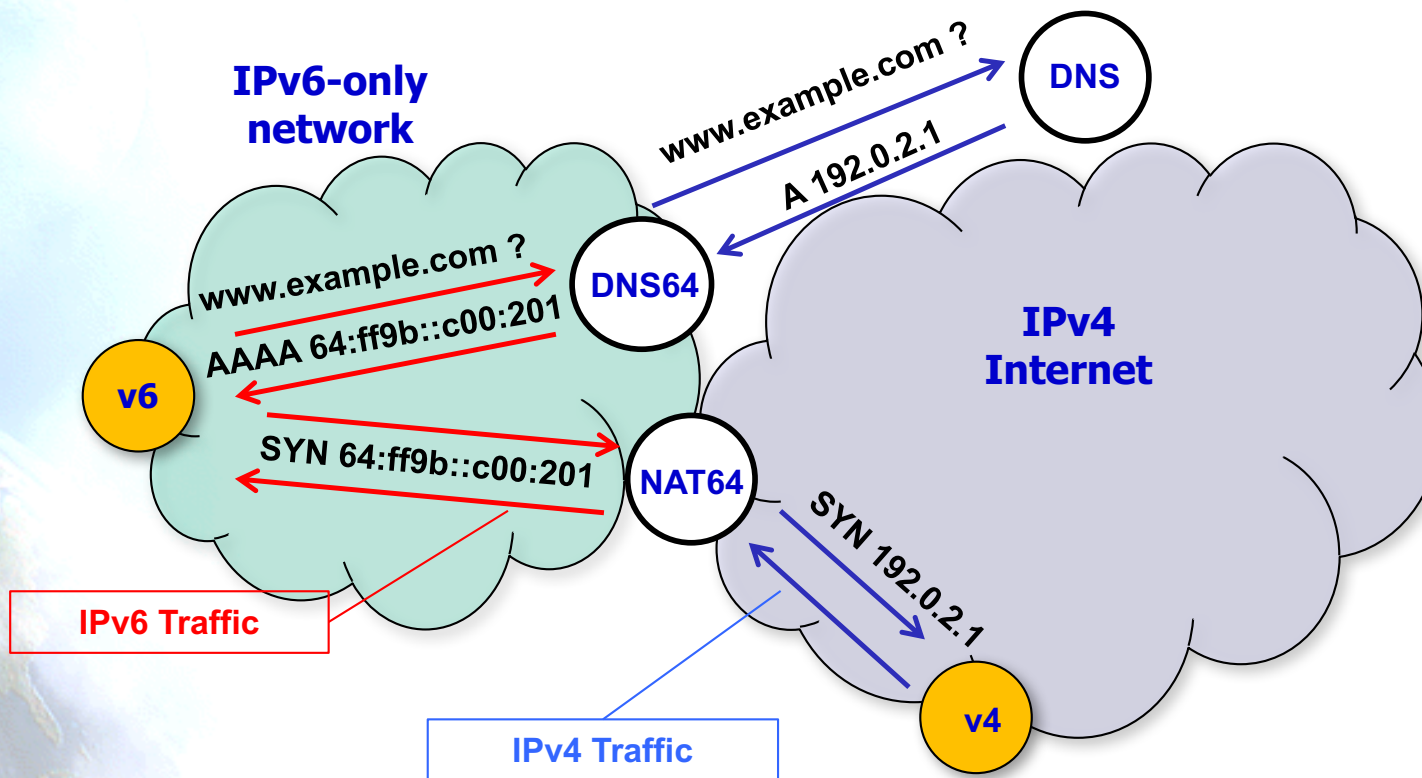 IPv6-only
network
www.example.com ?
DNS
A 192.0.2.1
www.example.com ?
DNS64
AAAA 64:ff9b::c00:201
IPv4
Internet
v6
SYN 64:ff9b::c00:201
NAT64
SYN 192.0.2.1
IPv6 Traffic
v4
IPv4 Traffic